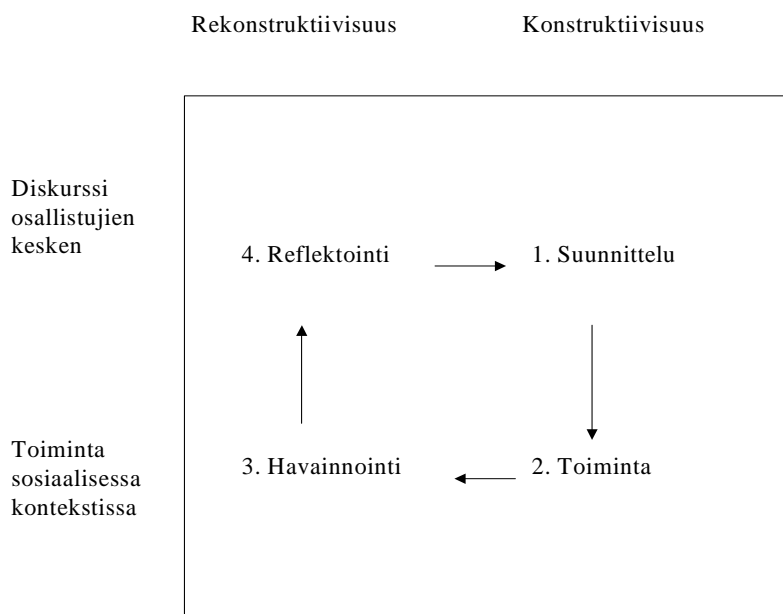 Rekonstruktiivisuus Konstruktiivisuus
Diskurssi
osallistujien
kesken
4. Reflektointi 1. Suunnittelu
Toiminta
sosiaalisessa
kontekstissa
3. Havainnointi 2. Toiminta